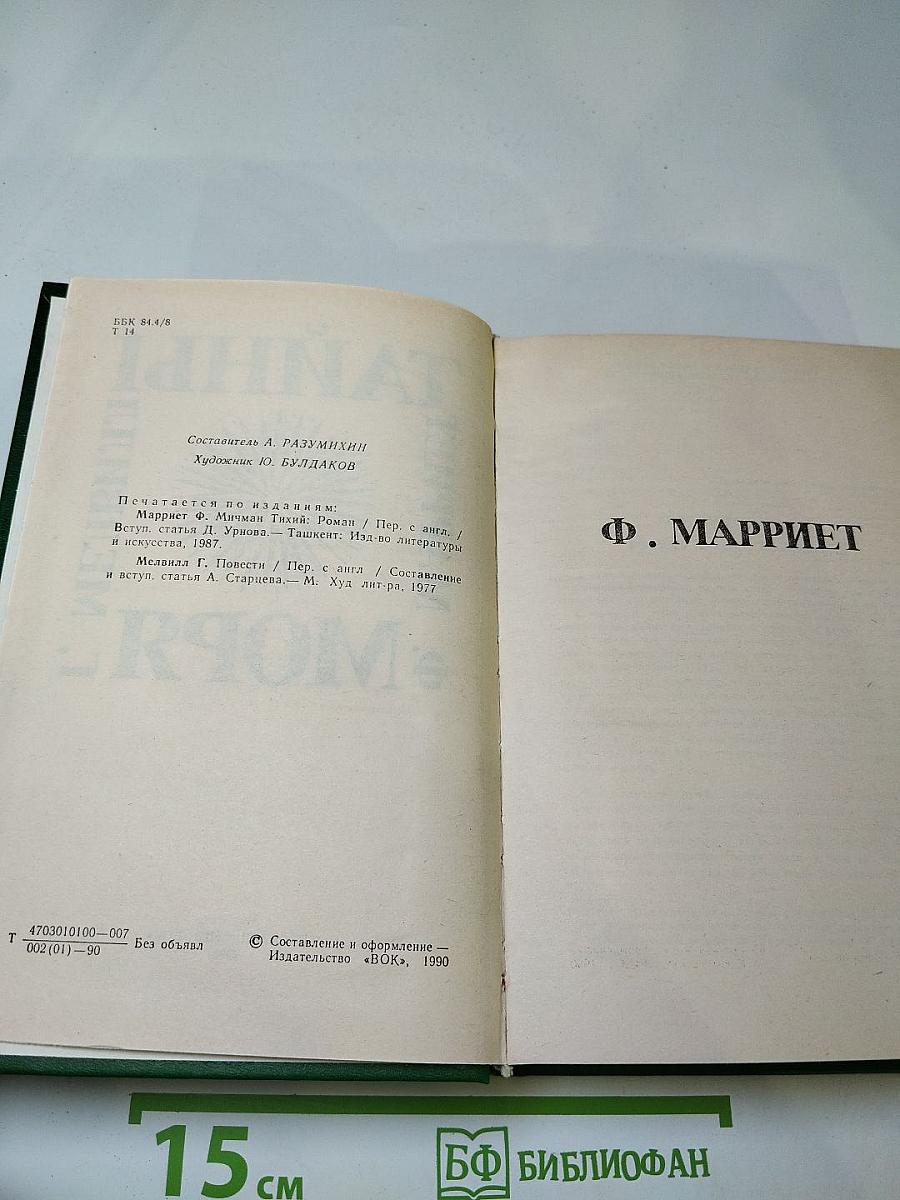 ББК 84.4/8
Т 14
Составитель А. РАЗУМИХИН
Художник Ю. БУЛДАКОВ
Печатается по изданиям:
Марриет Ф. Мичман Тихий: Роман / Пер. с англ. /
Вступ. статья Д. Урнова.— Ташкент: Изд-во литературы
и искусства, 1987.
Мелвилл Г. Повести / Пер. с англ / Составление
и вступ. статья А. Старцева.— М. Худ лит-ра, 1977
ТАЙНЫ
МОРЯ
Т 4703010100—007
002(01)—90 Без объявл
© Составление и оформление —
Издательство «ВОК», 1990
Ф. МАРРИЕТ
15 см
БФ БИБЛИОФАН